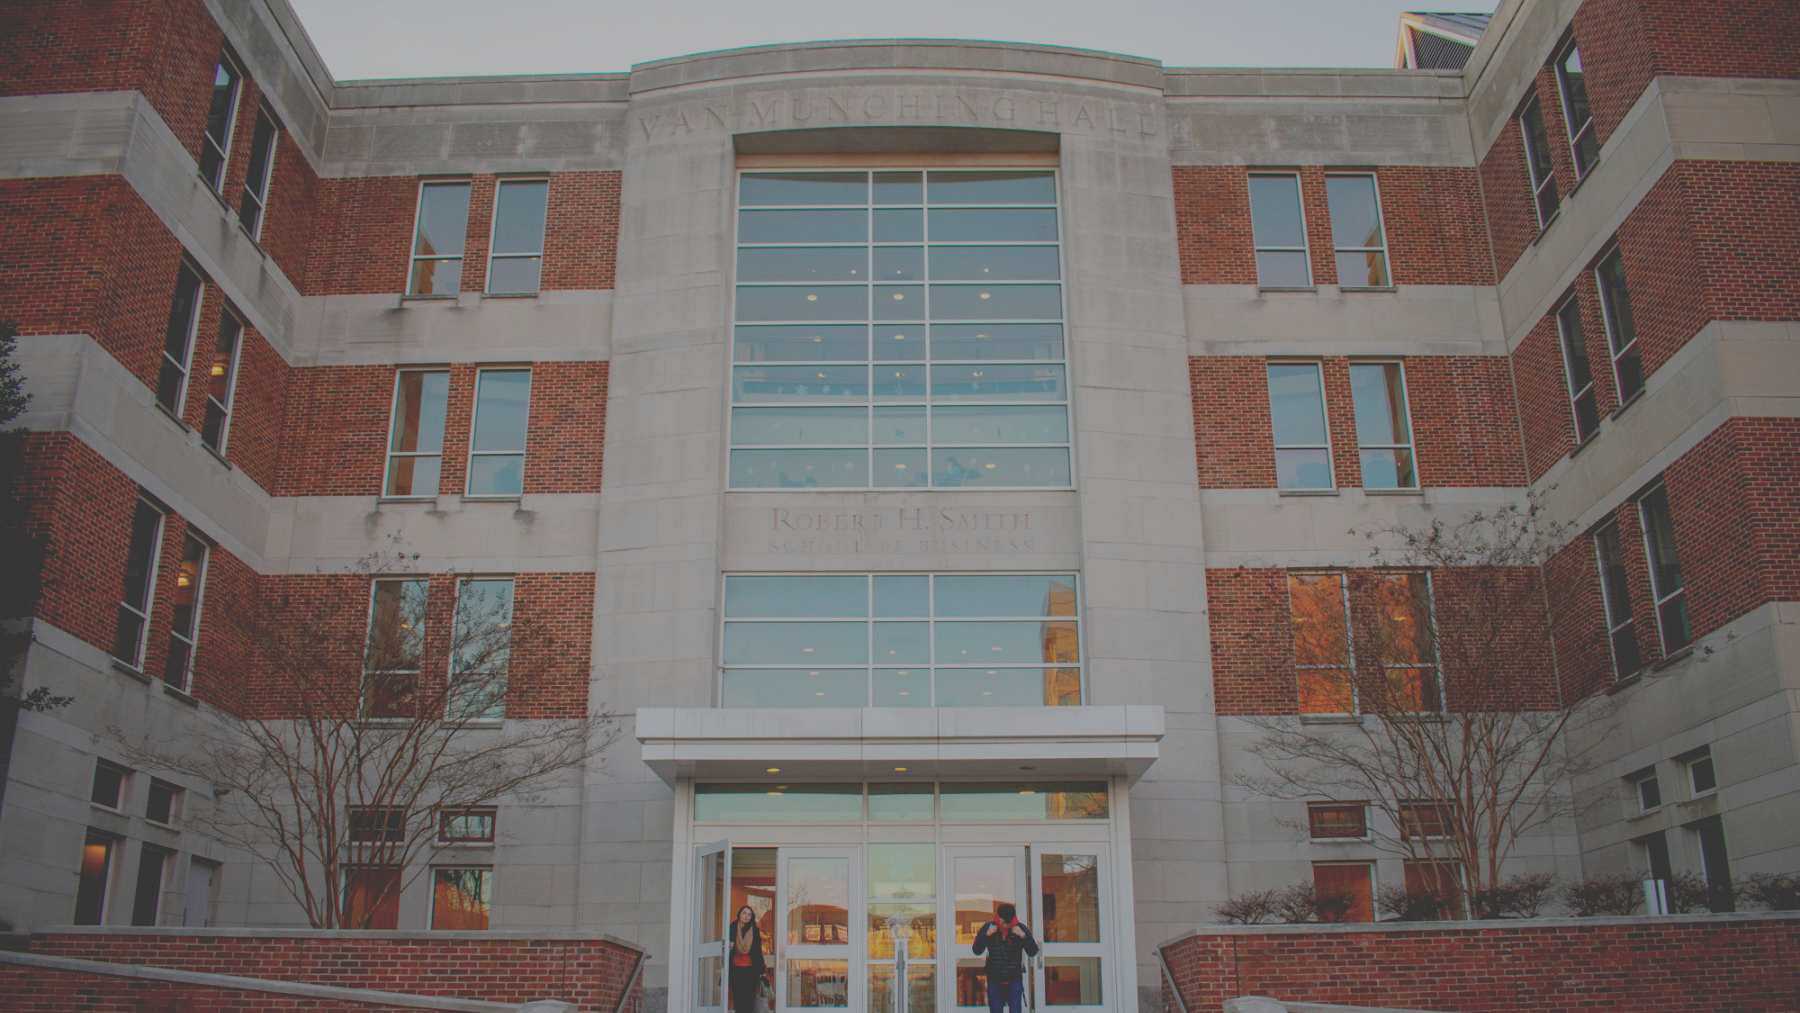 VAN MUNCHING HALL
ROBERT H. SMITH
SCHOOL OF BUSINESS